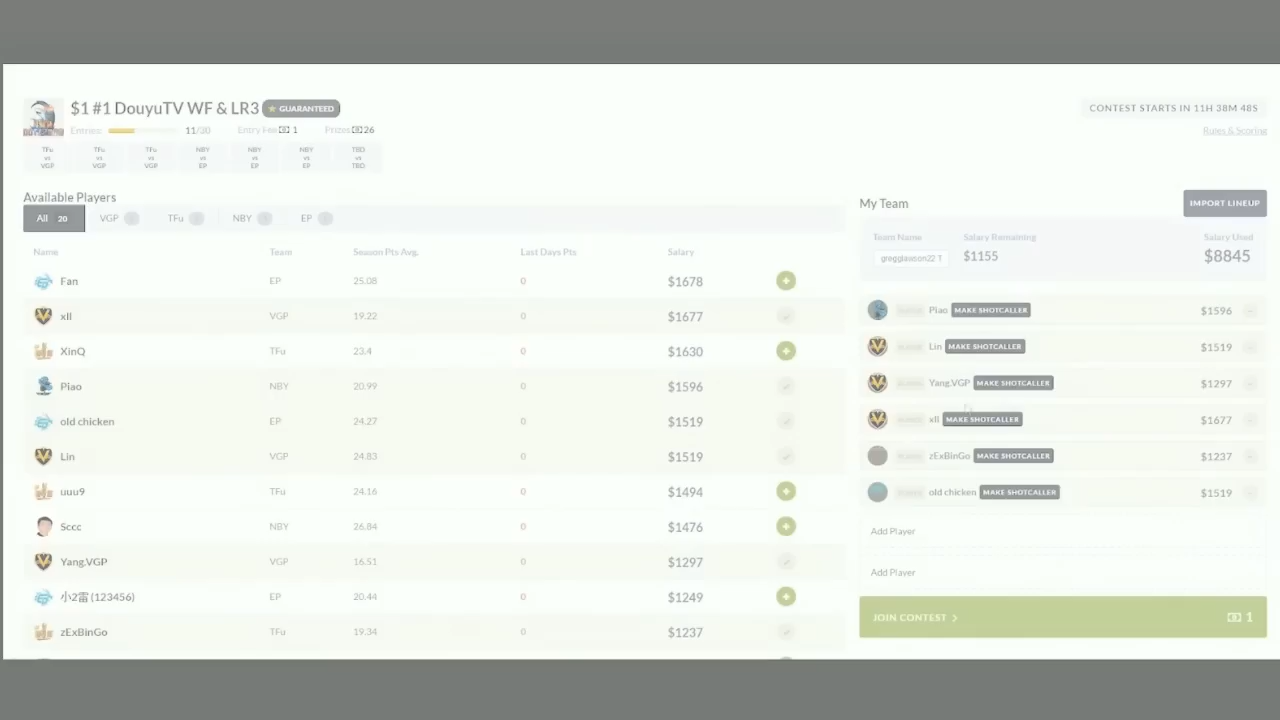 $1 #1 DouyuTV WF & LR3 GUARANTEED
Entries: 11/30 Entry Fee 1 Prizes 26
TFu vs VGP
TFu vs VGP
TFu vs VGP
NBY vs EP
NBY vs EP
NBY vs EP
TBD vs TBD
CONTEST STARTS IN 11H 38M 48S
Rules & Scoring
Available Players
All 20 VGP TFu NBY EP
Name Team Season Pts Avg. Last Days Pts Salary
Fan EP 25.08 0 $1678
xll VGP 19.22 0 $1677
XinQ TFu 23.4 0 $1630
Piao NBY 20.99 0 $1596
old chicken EP 24.27 0 $1519
Lin VGP 24.83 0 $1519
uuu9 TFu 24.16 0 $1494
Sccc NBY 26.84 0 $1476
Yang.VGP VGP 16.51 0 $1297
小2雷 (123456) EP 20.44 0 $1249
zExBinGo TFu 19.34 0 $1237
My Team
IMPORT LINEUP
Team Name Salary Remaining Salary Used
gregglawson22 T $1155 $8845
Piao MAKE SHOTCALLER $1596
Lin MAKE SHOTCALLER $1519
Yang.VGP MAKE SHOTCALLER $1297
xll MAKE SHOTCALLER $1677
zExBinGo MAKE SHOTCALLER $1237
old chicken MAKE SHOTCALLER $1519
Add Player
Add Player
JOIN CONTEST > 1